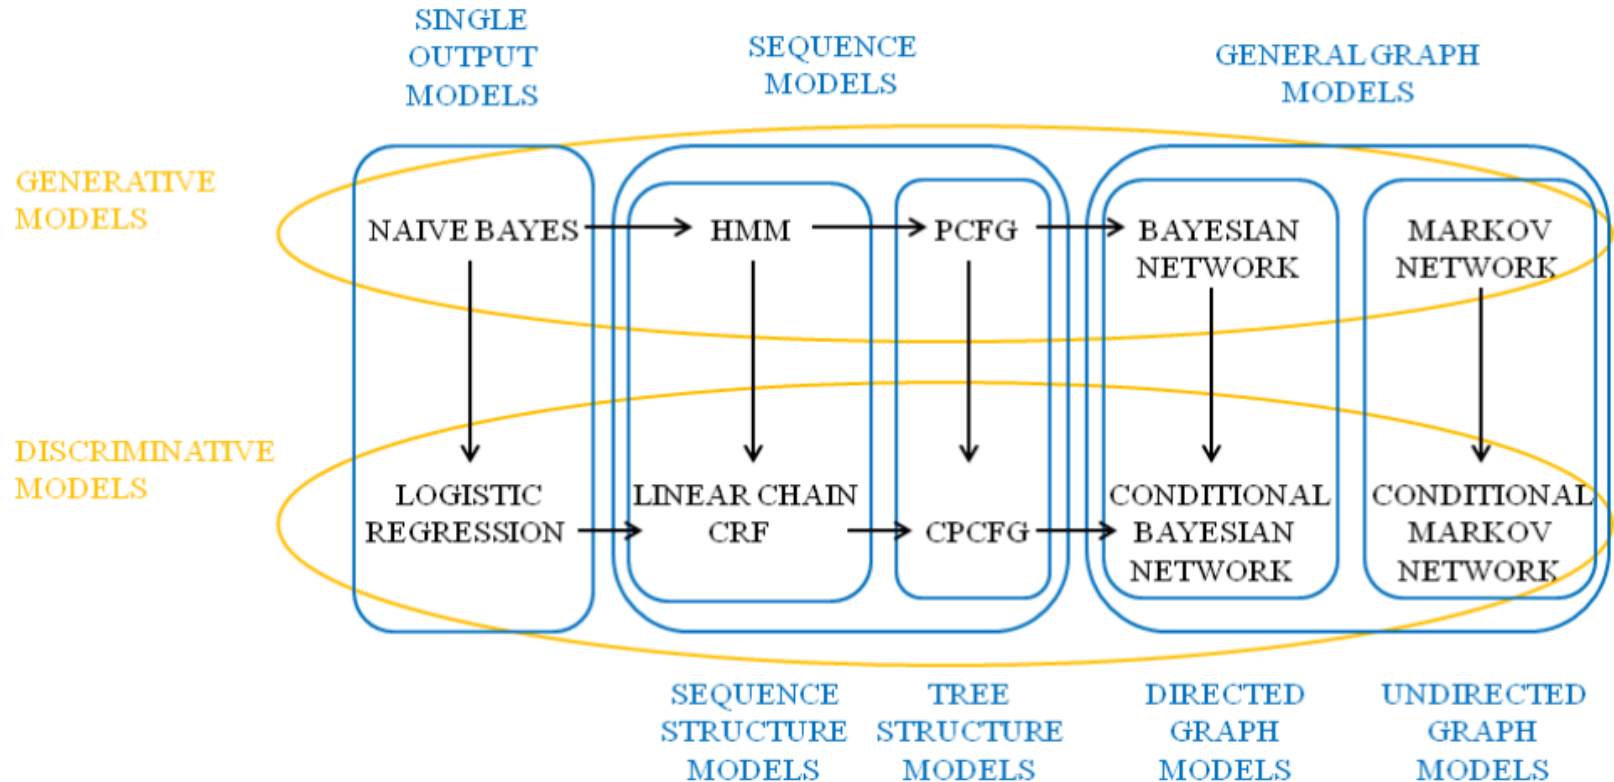 SINGLE
OUTPUT
MODELS
SEQUENCE
MODELS
GENERAL GRAPH
MODELS
GENERATIVE
MODELS
NAIVE BAYES
HMM
PCFG
BAYESIAN
NETWORK
MARKOV
NETWORK
DISCRIMINATIVE
MODELS
LOGISTIC
REGRESSION
LINEAR CHAIN
CRF
CPCFG
CONDITIONAL
BAYESIAN
NETWORK
CONDITIONAL
MARKOV
NETWORK
SEQUENCE
STRUCTURE
MODELS
TREE
STRUCTURE
MODELS
DIRECTED
GRAPH
MODELS
UNDIRECTED
GRAPH
MODELS